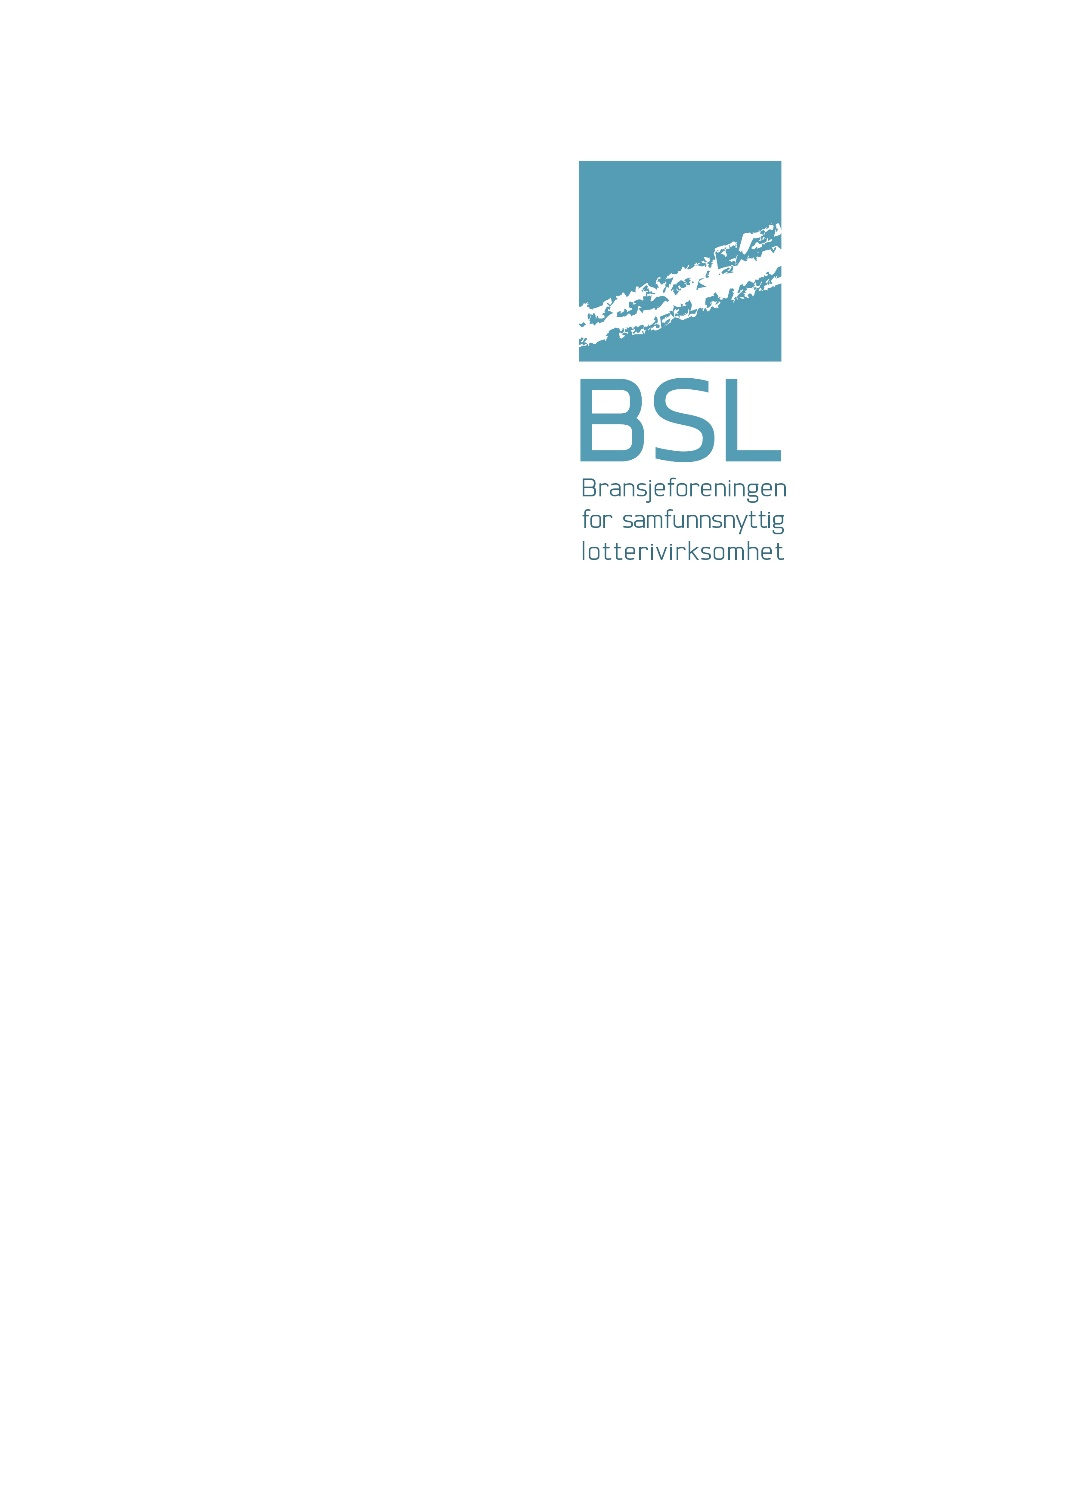 BSL
Bransjeforeningen
for samfunnsnyttig
lotterivirksomhet